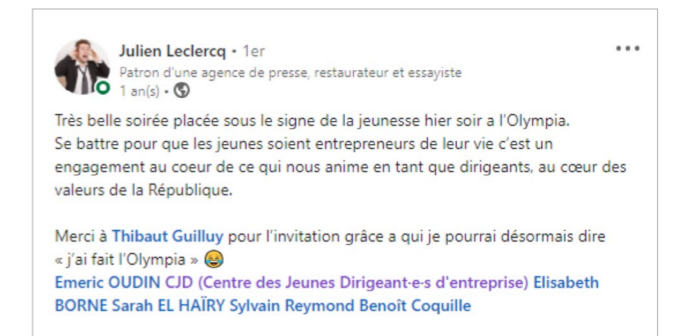 Julien Leclercq • 1er
Patron d'une agence de presse, restaurateur et essayiste
1 an(s) •
Très belle soirée placée sous le signe de la jeunesse hier soir a l'Olympia.
Se battre pour que les jeunes soient entrepreneurs de leur vie c'est un
engagement au coeur de ce qui nous anime en tant que dirigeants, au cœur des
valeurs de la République.
Merci à Thibaut Guilluy pour l'invitation grâce a qui je pourrai désormais dire
« j'ai fait l'Olympia » 😂
Emeric OUDIN CJD (Centre des Jeunes Dirigeant·e·s d'entreprise) Elisabeth
BORNE Sarah EL HAÏRY Sylvain Reymond Benoît Coquille